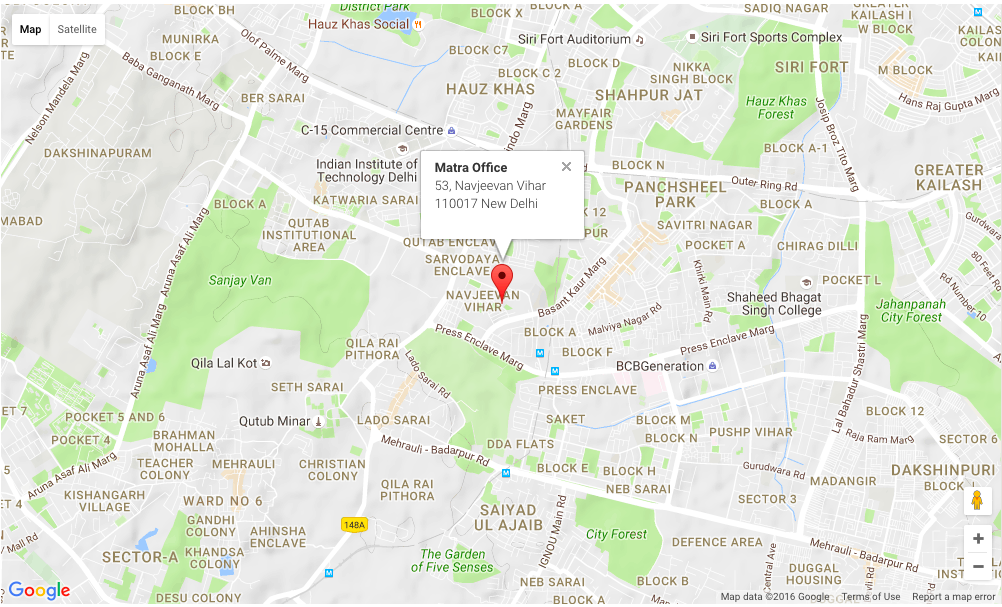 District Park
BLOCK BH
BLOCK X
BLOCK A
SADIQ NAGAR
GREATER
KAILASH I
W BLOCK
Map
Satellite
Hauz Khas Social
Siri Fort Auditorium
Siri Fort Sports Complex
KAILAS
COLON
MUNIRKA
BLOCK E
Olof Palme Marg
BLOCK C7
BLOCK D
NIKKA
SINGH BLOCK
SIRI FORT
M BLOCK
Nelson Mandela Marg
Baba Ganganath Marg
BLOCK C 2
BER SARAI
HAUZ KHAS
SHAHPUR JAT
Hauz Khas
Forest
Hans Raj Gupta Marg
Josip Broz Tito Marg
MAYFAIR
GARDENS
C-15 Commercial Centre
indo Marg
DAKSHINAPURAM
BLOCK A-1
Indian Institute of
Technology Delhi
Matra Office
53, Navjeevan Vihar
110017 New Delhi
BLOCK N
PANCHSHEEL
PARK
Outer Ring Rd
GREATER
KAILASH
KATWARIA SARAI
BLOCK A
BLOCK A
12
PUR
MABAD
QUTAB
INSTITUTIONAL
AREA
QUTAB ENCLAV
SAVITRI NAGAR
POCKET A
CHIRAG DILLI
Aruna Asaf Ali Marg
SARVODAYA
ENCLAVE
Sanjay Van
NAVJEEVAN
VIHAR
Basant Kaur Marg
Khirki Main Rd
POCKET L
80 Feet Rd
Rd Number 10
Shaheed Bhagat
Singh College
Jahanpanah
City Forest
Aruna Asaf Ali Marg
Press Enclave Marg
BLOCK A
Malviya Nagar Rd
Press Enclave Marg
QILA RAI
PITHORA
BLOCK F
Qila Lal Kot
Lado Sarai Rd
BCBGeneration
Lal Bahadur Shastri Marg
SETH SARAI
PRESS ENCLAVE
ET 7
POCKET 5 AND 6
Qutub Minar
LADO SARAI
SAKET
BLOCK M
BLOCK 12
POCKET 4
BRAHMAN
MOHALLA
Mehrauli - Badarpur Rd
DDA FLATS
BLOCK N
PUSHP VIHAR
Raja Ram Marg
SECTOR 6
Aruna Asaf Ali Marg
TEACHER
COLONY
MEHRAULI
CHRISTIAN
COLONY
BLOCK E
BLOCK H
Gurudwara Rd
DAKSHINPURI
MADANGIR
BLOCK
QILA RAI
PITHORA
NEB SARAI
SECTOR 3
KISHANGARH
VILLAGE
WARD NO 6
SAIYAD
UL AJAIB
IGNOU Main Rd
GANDHI
COLONY
148A
AHINSHA
ENCLAVE
City Forest
DEFENCE AREA
Mall Rd
SECTOR-A
KHANDSA
COLONY
The Garden
of Five Senses
Mehrauli - Badarpur Rd
DUGGAL
HOUSING
Central Ave
NEB SARAI
BLOCK B
DESU COLONY
Google
Map data ©2016 Google
Terms of Use
Report a map error